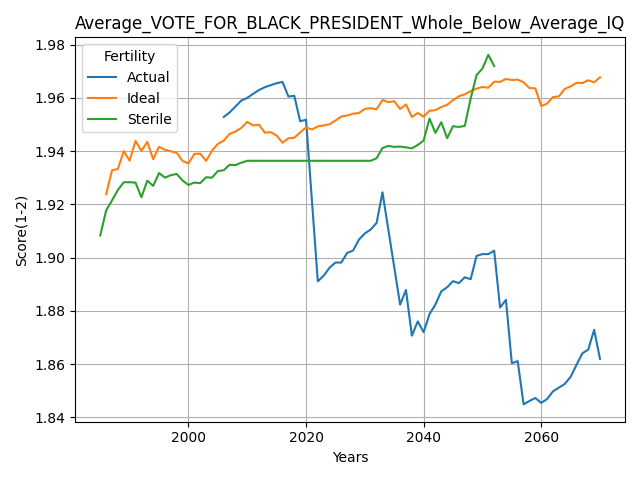 Average_VOTE_FOR_BLACK_PRESIDENT_Whole_Below_Average_IQ
Fertility
Actual
Ideal
Sterile
Score(1-2)
1.98
1.96
1.94
1.92
1.90
1.88
1.86
1.84
2000
2020
2040
2060
Years